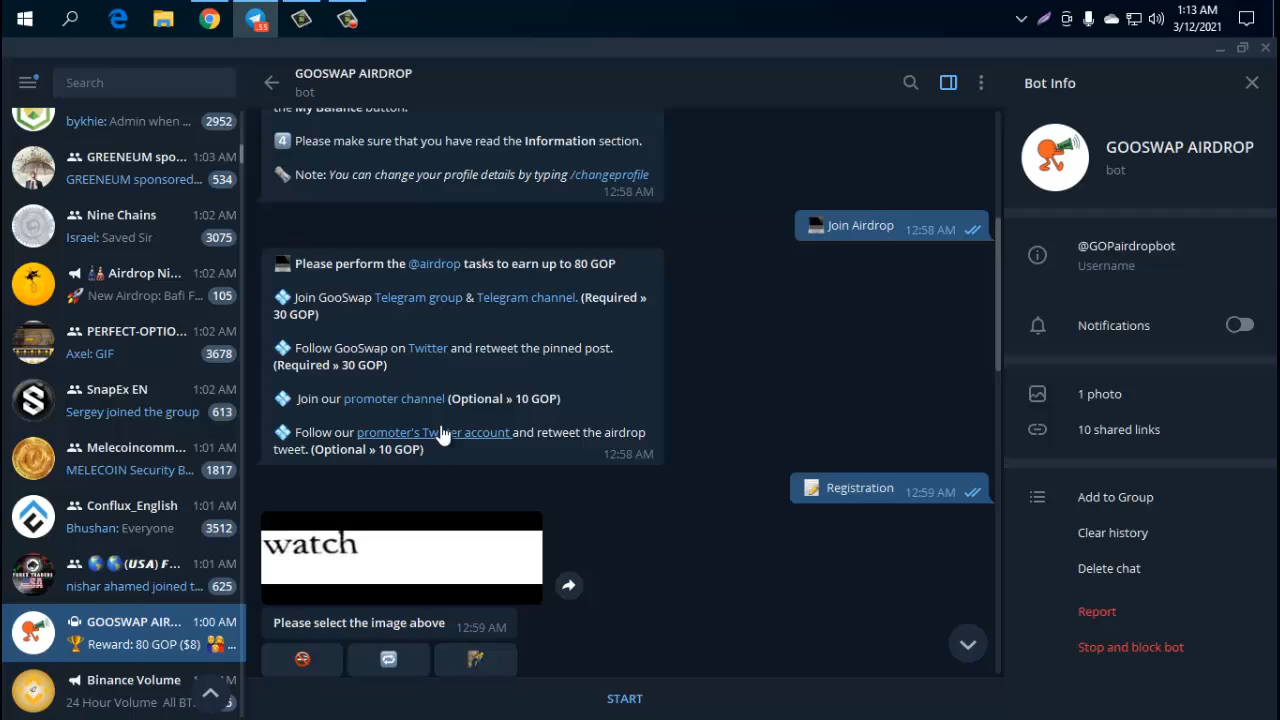 1:13 AM
3/12/2021
55
Search
bykhie: Admin when ...
2952
GREENEUM spo...
1:03 AM
GREENEUM sponsored...
534
Nine Chains
1:02 AM
Israel: Saved Sir
3075
Airdrop Ni...
1:02 AM
New Airdrop: Bafi F...
105
PERFECT-OPTIO...
1:02 AM
Axel: GIF
3678
SnapEx EN
1:02 AM
Sergey joined the group
613
Melecoincomm...
1:01 AM
MELECOIN Security B...
1817
Conflux_English
1:01 AM
Bhushan: Everyone
3512
(USA) F...
1:01 AM
nishar ahamed joined t...
625
GOOSWAP AIR...
1:00 AM
Reward: 80 GOP ($8) ...
Binance Volume
24 Hour Volume All BT...
GOOSWAP AIRDROP
bot
the My Balance button.
4 Please make sure that you have read the Information section.
Note: You can change your profile details by typing /changeprofile
12:58 AM
Join Airdrop 12:58 AM
Please perform the @airdrop tasks to earn up to 80 GOP
Join GooSwap Telegram group & Telegram channel. (Required »
30 GOP)
Follow GooSwap on Twitter and retweet the pinned post.
(Required » 30 GOP)
Join our promoter channel (Optional » 10 GOP)
Follow our promoter's Twitter account and retweet the airdrop
tweet. (Optional » 10 GOP)
12:58 AM
Registration 12:59 AM
watch
Please select the image above 12:59 AM
START
Bot Info
GOOSWAP AIRDROP
bot
@GOPairdropbot
Username
Notifications
1 photo
10 shared links
Add to Group
Clear history
Delete chat
Report
Stop and block bot